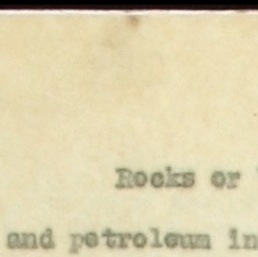 Rocks or
and petroleum in